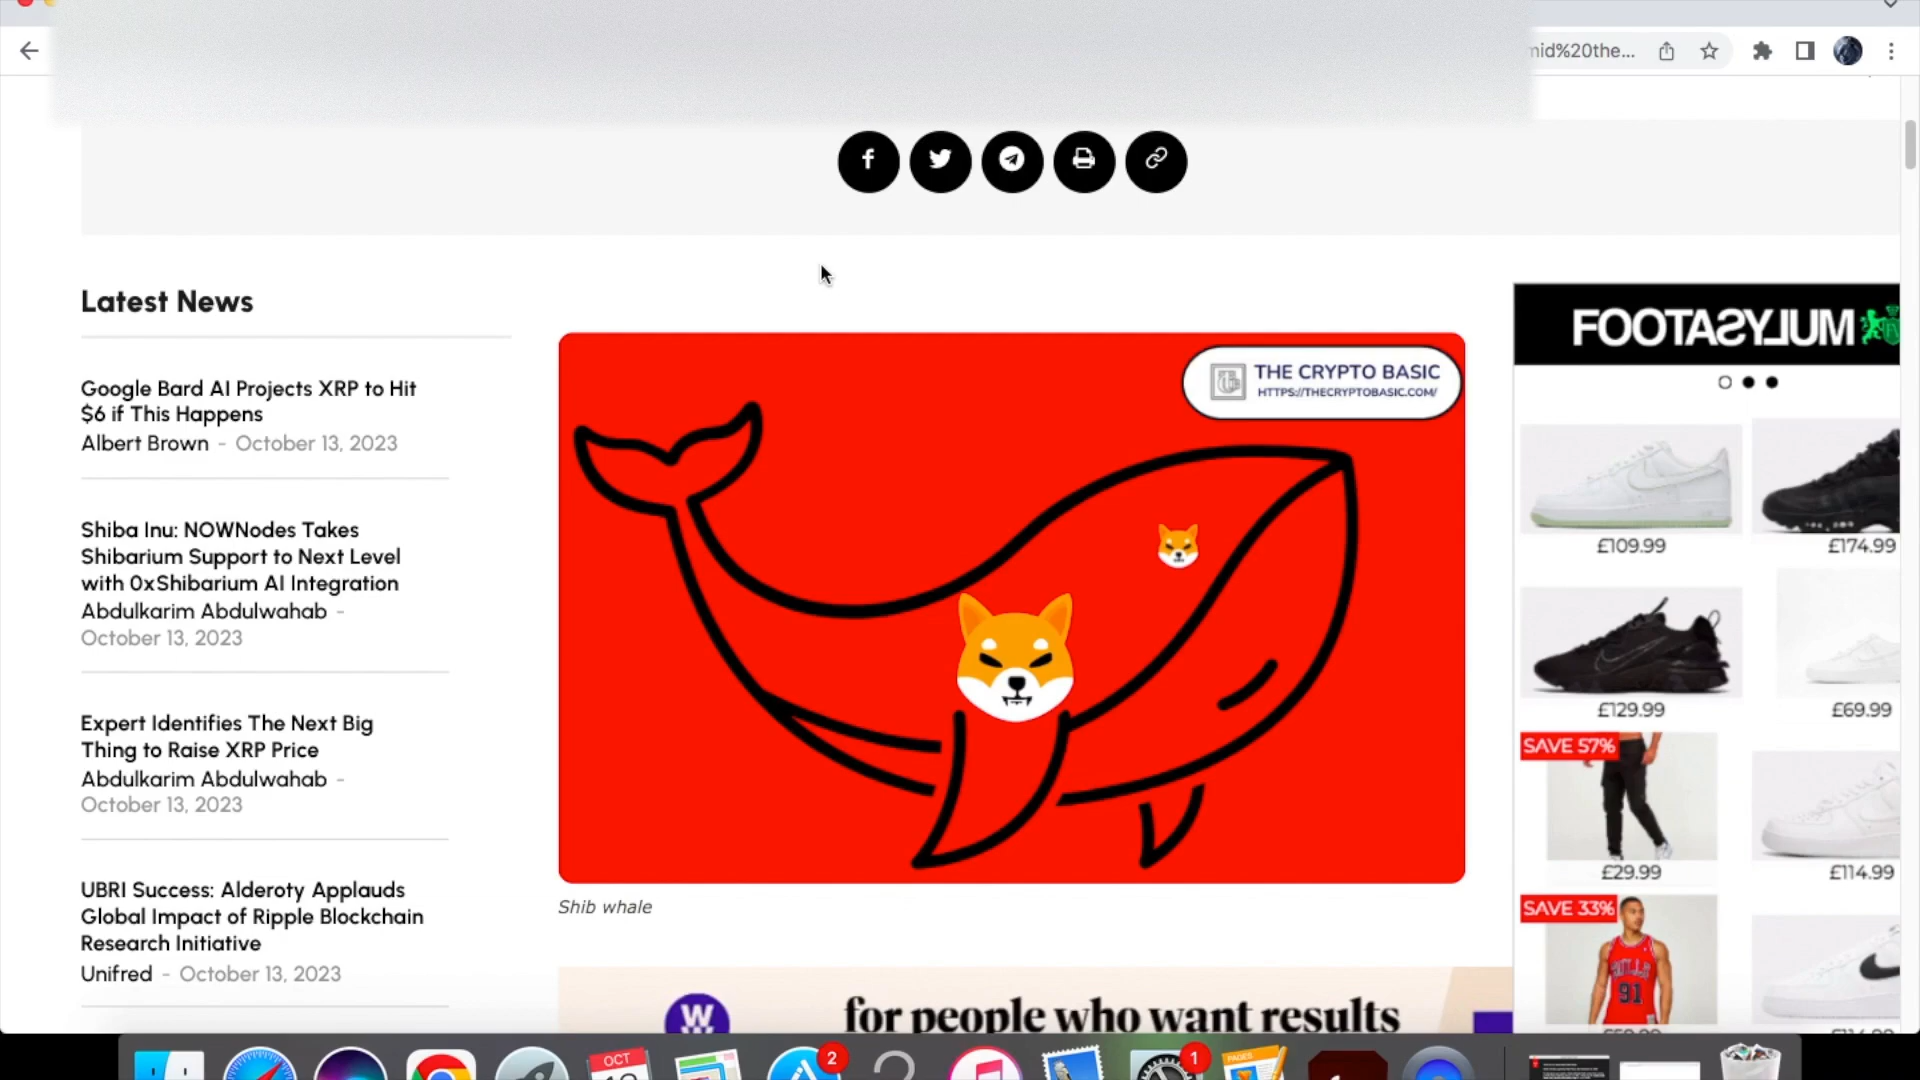 mid%20the...
Latest News
Google Bard AI Projects XRP to Hit
$6 if This Happens
Albert Brown - October 13, 2023
Shiba Inu: NOWNodes Takes
Shibarium Support to Next Level
with 0xShibarium AI Integration
Abdulkarim Abdulwahab -
October 13, 2023
Expert Identifies The Next Big
Thing to Raise XRP Price
Abdulkarim Abdulwahab -
October 13, 2023
UBRI Success: Alderoty Applauds
Global Impact of Ripple Blockchain
Research Initiative
Unifred - October 13, 2023
THE CRYPTO BASIC
HTTPS://THECRYPTOBASIC.COM/
Shib whale
W
for people who want results
FOOTASYLUM
£109.99
£174.99
£129.99
£69.99
SAVE 57%
£29.99
£114.99
SAVE 33%
BULLS
91
OCT
2
1
PAGES